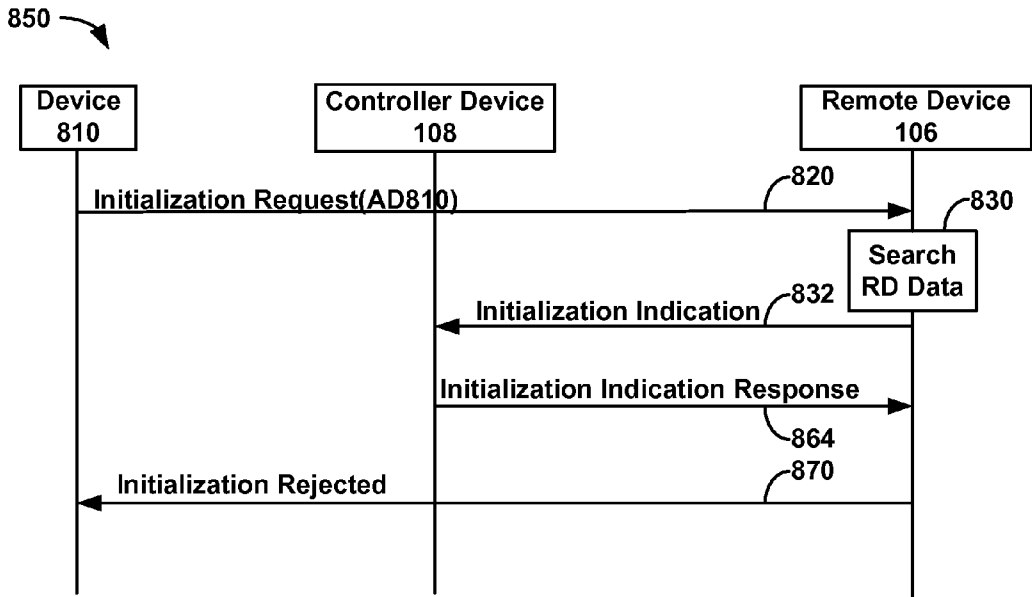 850
Device
810
Controller Device
108
Remote Device
106
Initialization Request(AD810)
820
830
Search
RD Data
Initialization Indication
832
Initialization Indication Response
864
Initialization Rejected
870